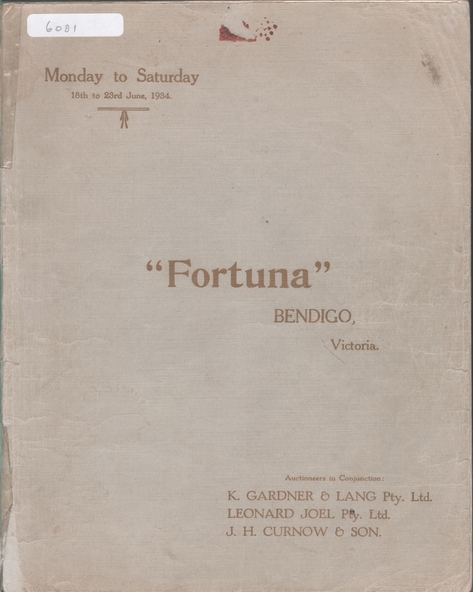 6081
Monday to Saturday
18th to 23rd June, 1934.
“Fortuna”
BENDIGO,
Victoria.
Auctioneers in Conjunction:
K. GARDNER & LANG Pty. Ltd.
LEONARD JOEL Pty. Ltd.
J. H. CURNOW & SON.